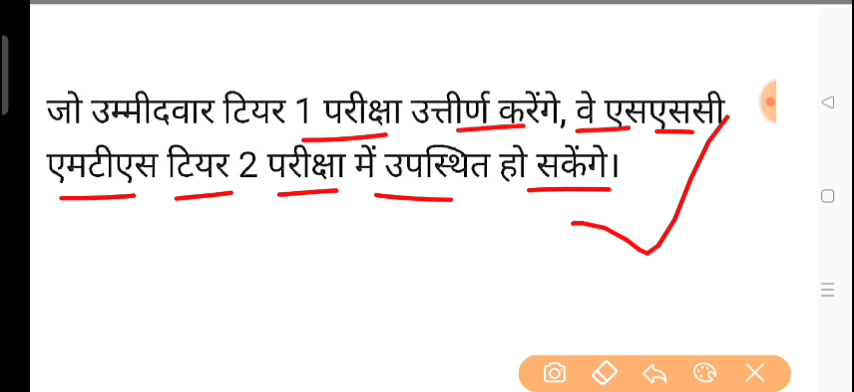 जो उम्मीदवार टियर 1 परीक्षा उत्तीर्ण करेंगे, वे एसएससी
एमटीएस टियर 2 परीक्षा में उपस्थित हो सकेंगे।